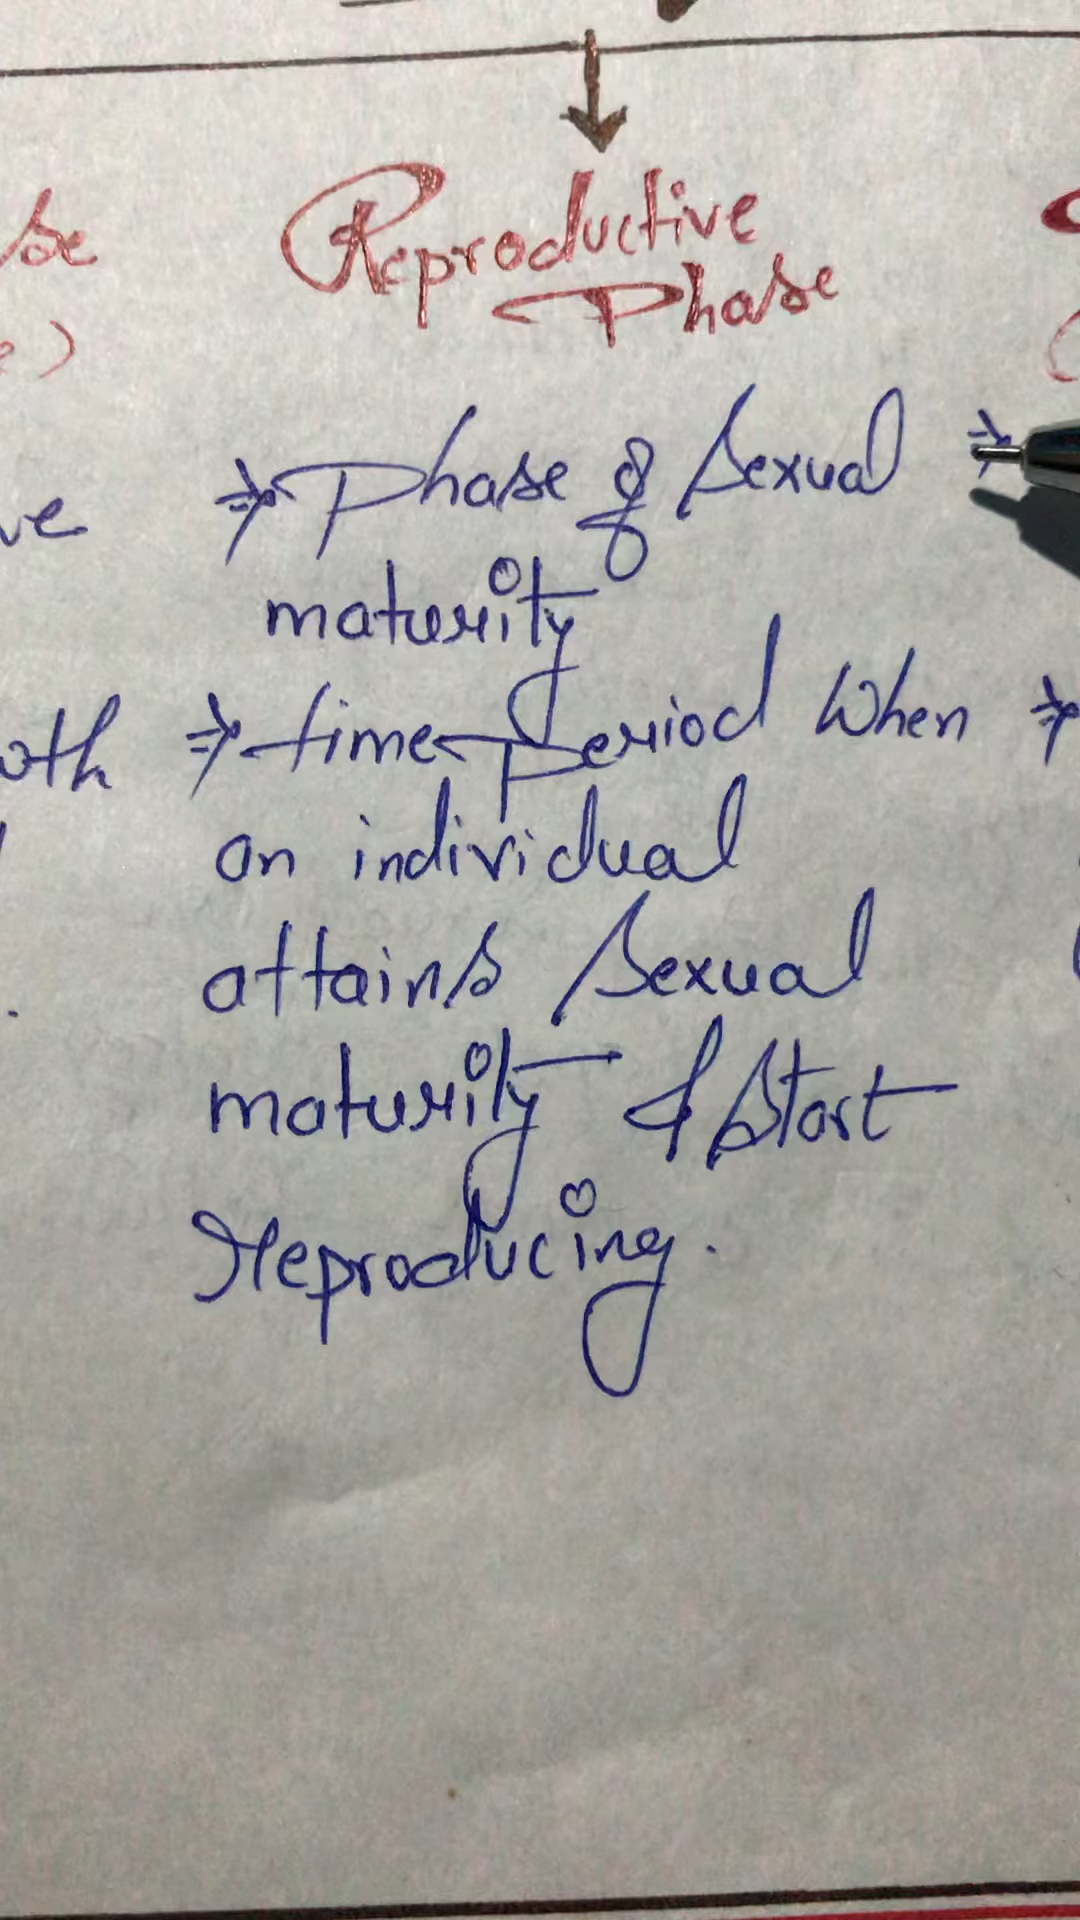 Reproductive
Phase
⇒ Phase of Sexual
maturity
⇒ time period When
an individual
attains Sexual
maturity & Start
Reproducing.